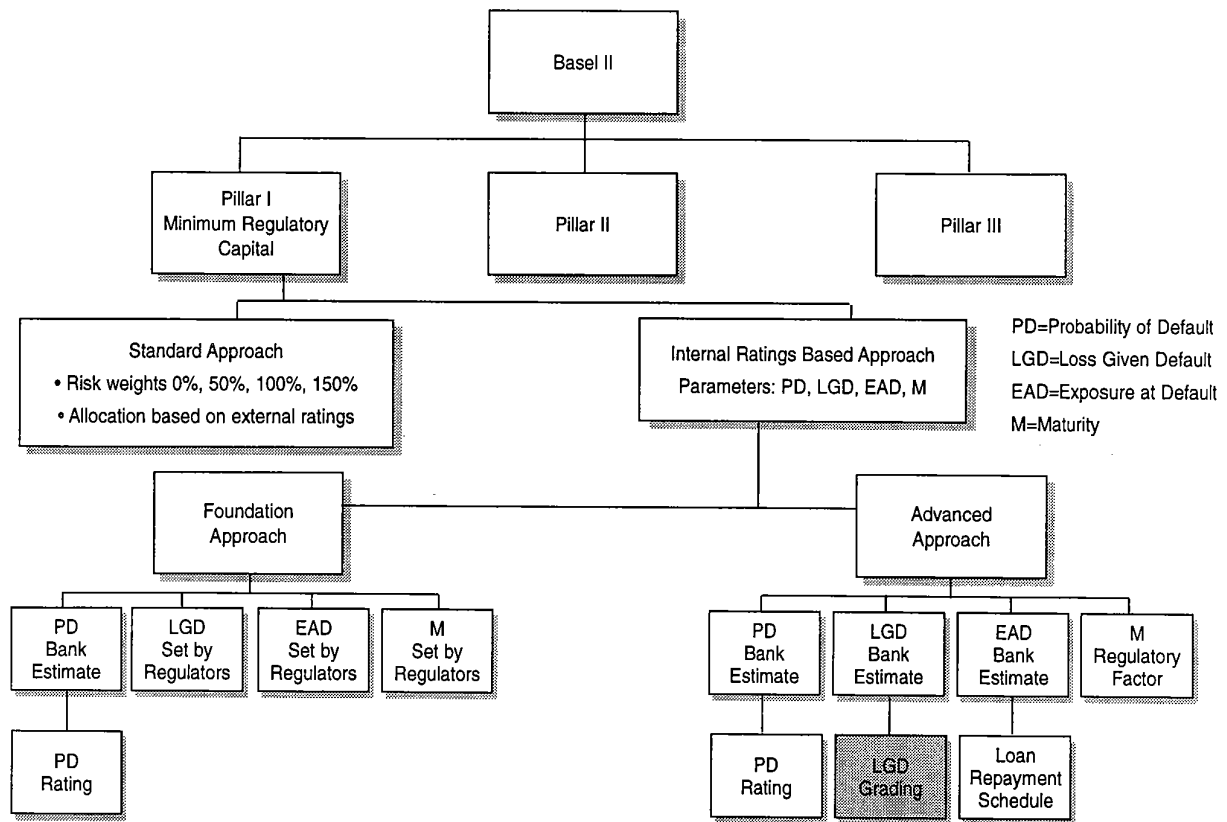 Basel II
Pillar I
Minimum Regulatory
Capital
Pillar II
Pillar III
Standard Approach
• Risk weights 0%, 50%, 100%, 150%
• Allocation based on external ratings
Internal Ratings Based Approach
Parameters: PD, LGD, EAD, M
PD=Probability of Default
LGD=Loss Given Default
EAD=Exposure at Default
M=Maturity
Foundation
Approach
Advanced
Approach
PD
Bank
Estimate
LGD
Set by
Regulators
EAD
Set by
Regulators
M
Set by
Regulators
PD
Bank
Estimate
LGD
Bank
Estimate
EAD
Bank
Estimate
M
Regulatory
Factor
PD
Rating
PD
Rating
LGD
Grading
Loan
Repayment
Schedule